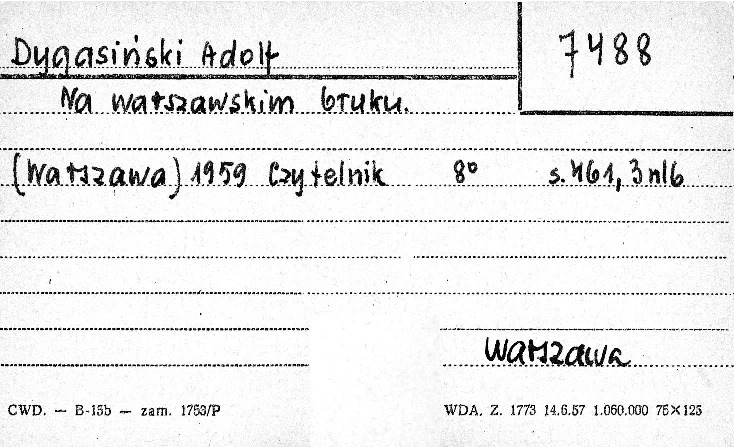 Dygasiński Adolf
7488
Na warszawskim bruku.
(Warszawa) 1959 Czytelnik 8° s. 461, 3 nlb
Warszawa
CWD. — B-15b — zam. 1753/P
WDA. Z. 1773 14.6.57 1.060.000 75×125